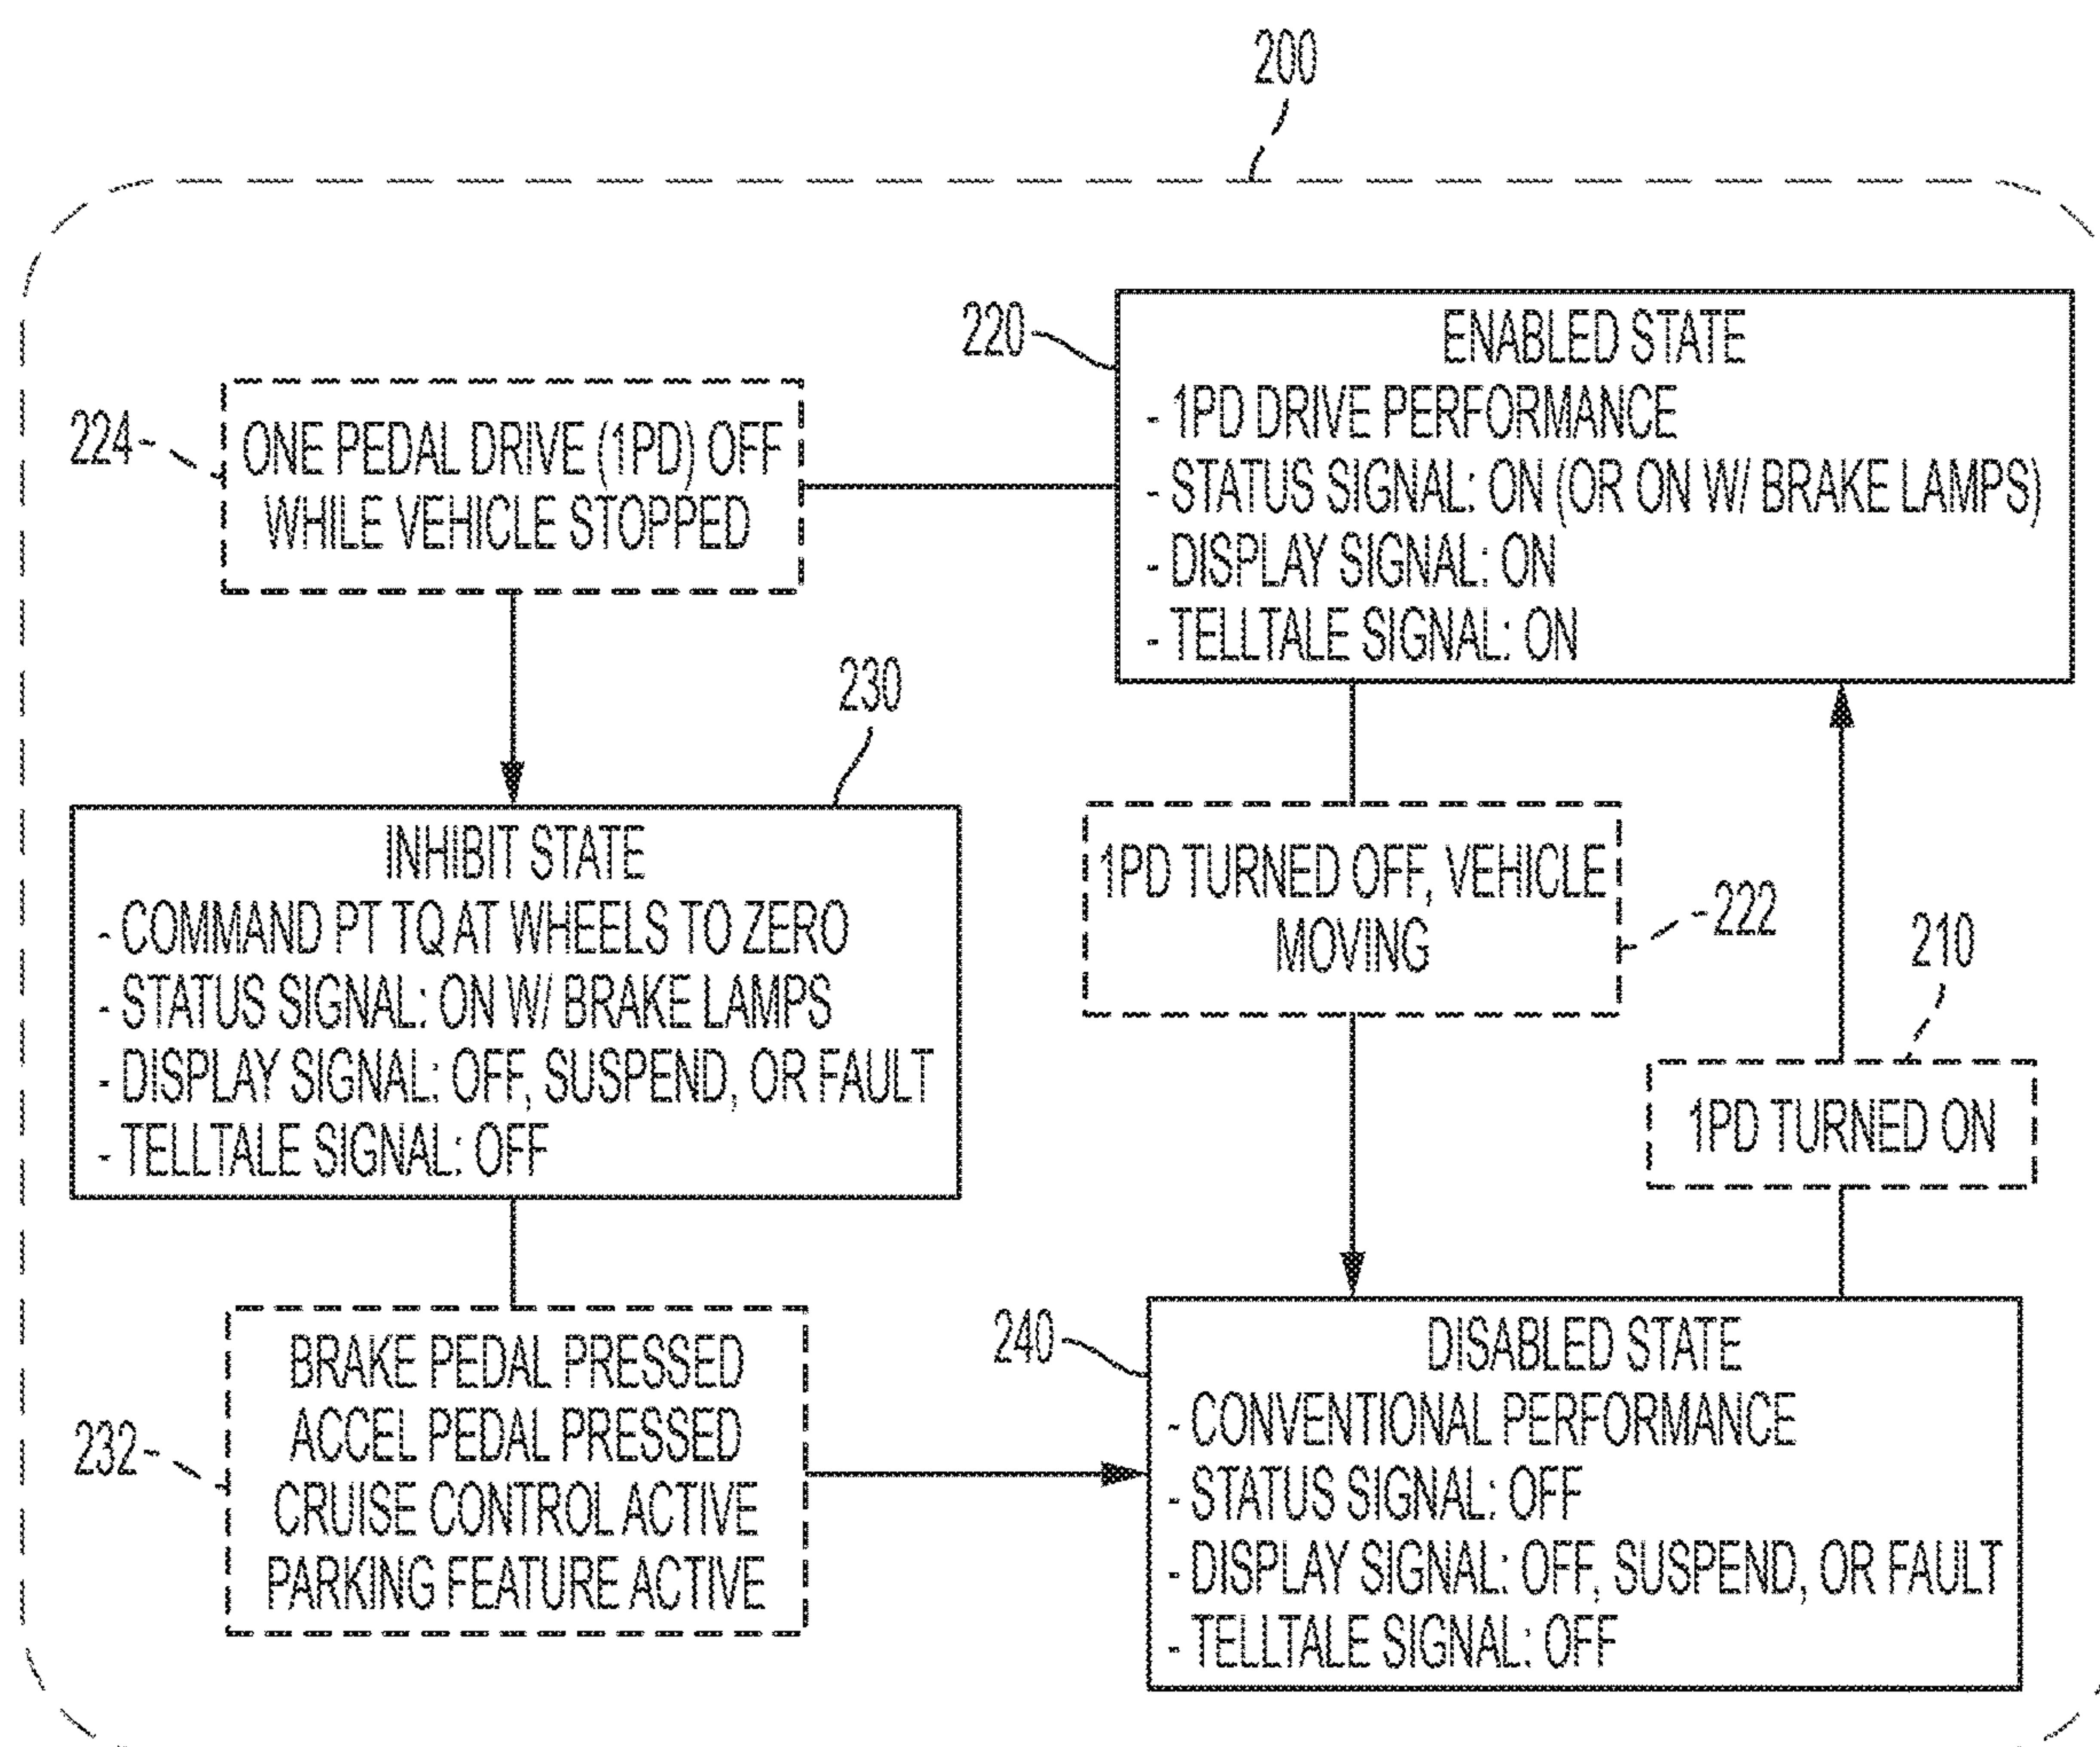 200
220
ENABLED STATE
- 1PD DRIVE PERFORMANCE
- STATUS SIGNAL: ON (OR ON W/ BRAKE LAMPS)
- DISPLAY SIGNAL: ON
- TELLTALE SIGNAL: ON
224
ONE PEDAL DRIVE (1PD) OFF
WHILE VEHICLE STOPPED
230
INHIBIT STATE
- COMMAND PT TQ AT WHEELS TO ZERO
- STATUS SIGNAL: ON W/ BRAKE LAMPS
- DISPLAY SIGNAL: OFF, SUSPEND, OR FAULT
- TELLTALE SIGNAL: OFF
1PD TURNED OFF, VEHICLE
MOVING
222
210
1PD TURNED ON
232
BRAKE PEDAL PRESSED
ACCEL PEDAL PRESSED
CRUISE CONTROL ACTIVE
PARKING FEATURE ACTIVE
240
DISABLED STATE
- CONVENTIONAL PERFORMANCE
- STATUS SIGNAL: OFF
- DISPLAY SIGNAL: OFF, SUSPEND, OR FAULT
- TELLTALE SIGNAL: OFF